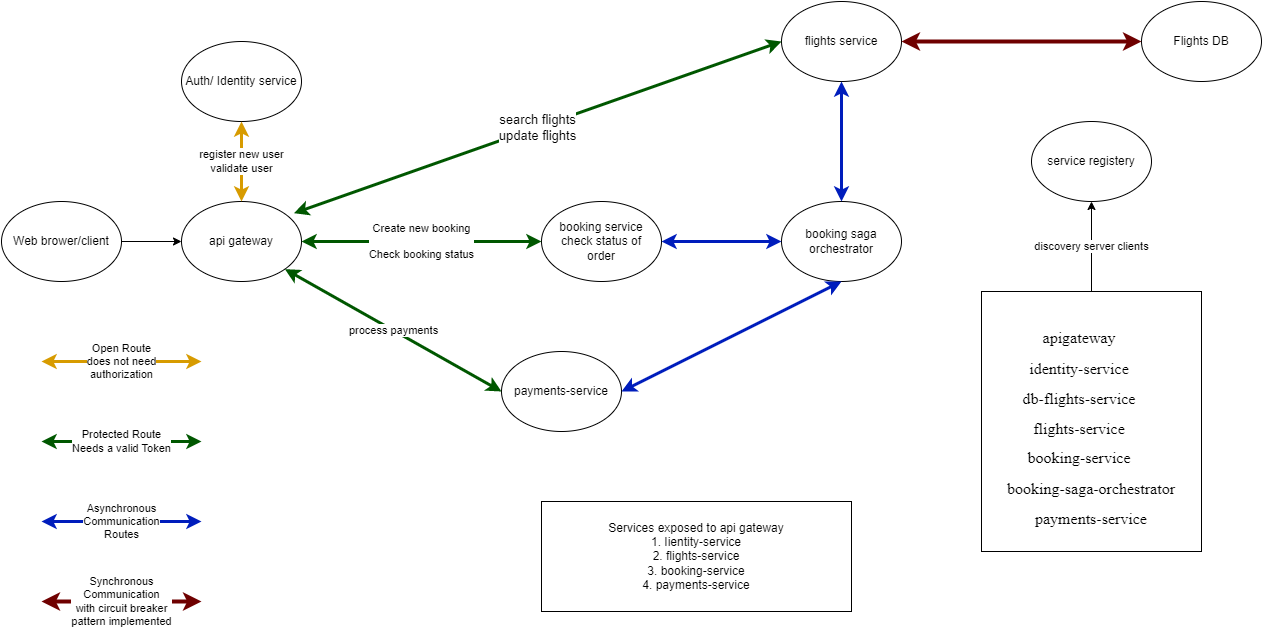 flights service
Flights DB
Auth/ Identity service
search flights
update flights
register new user
validate user
service registery
Web brower/client
api gateway
Create new booking
Check booking status
booking service
check status of
order
booking saga
orchestrator
discovery server clients
process payments
payments-service
apigateway
identity-service
db-flights-service
flights-service
booking-service
booking-saga-orchestrator
payments-service
Open Route
does not need
authorization
Protected Route
Needs a valid Token
Asynchronous
Communication
Routes
Synchronous
Communication
with circuit breaker
pattern implemented
Services exposed to api gateway
1. lientity-service
2. flights-service
3. booking-service
4. payments-service